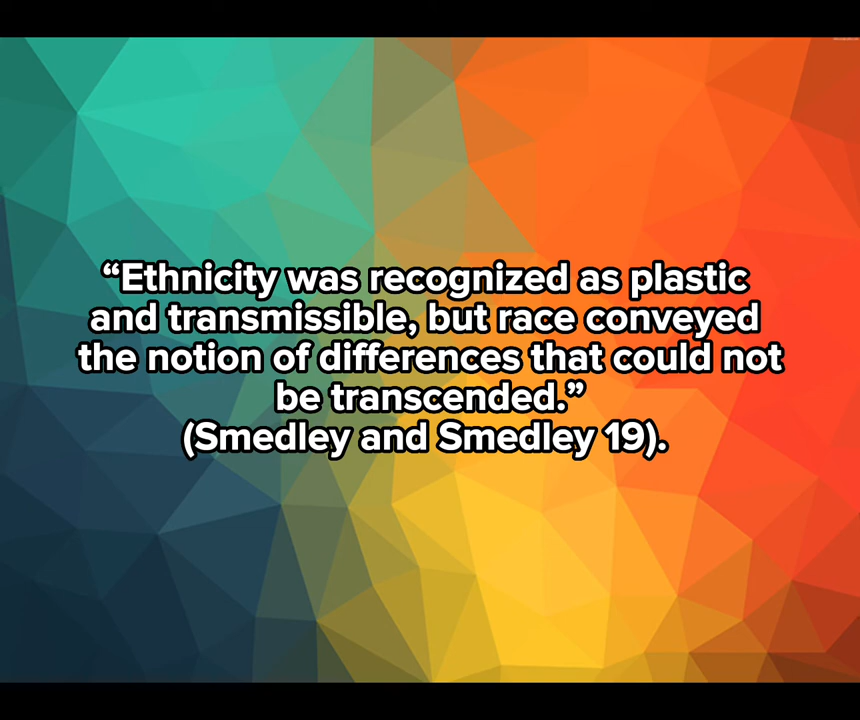 “Ethnicity was recognized as plastic
and transmissible, but race conveyed
the notion of differences that could not
be transcended.”
(Smedley and Smedley 19).